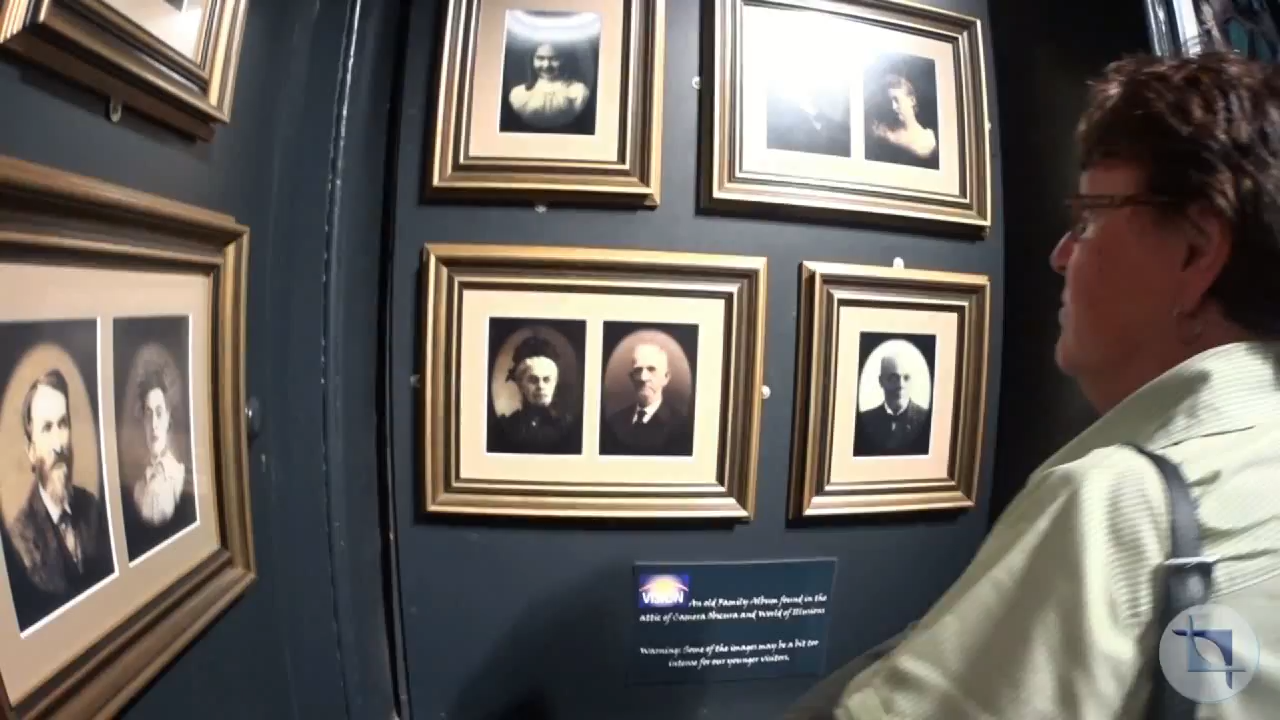 VISION An old Family Album found in the
attic of Camera Obscura and World of Illusions
Warning: Some of the images may be a bit too
intense for our younger visitors.